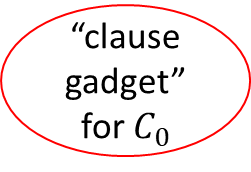 “clause
gadget”
for C₀